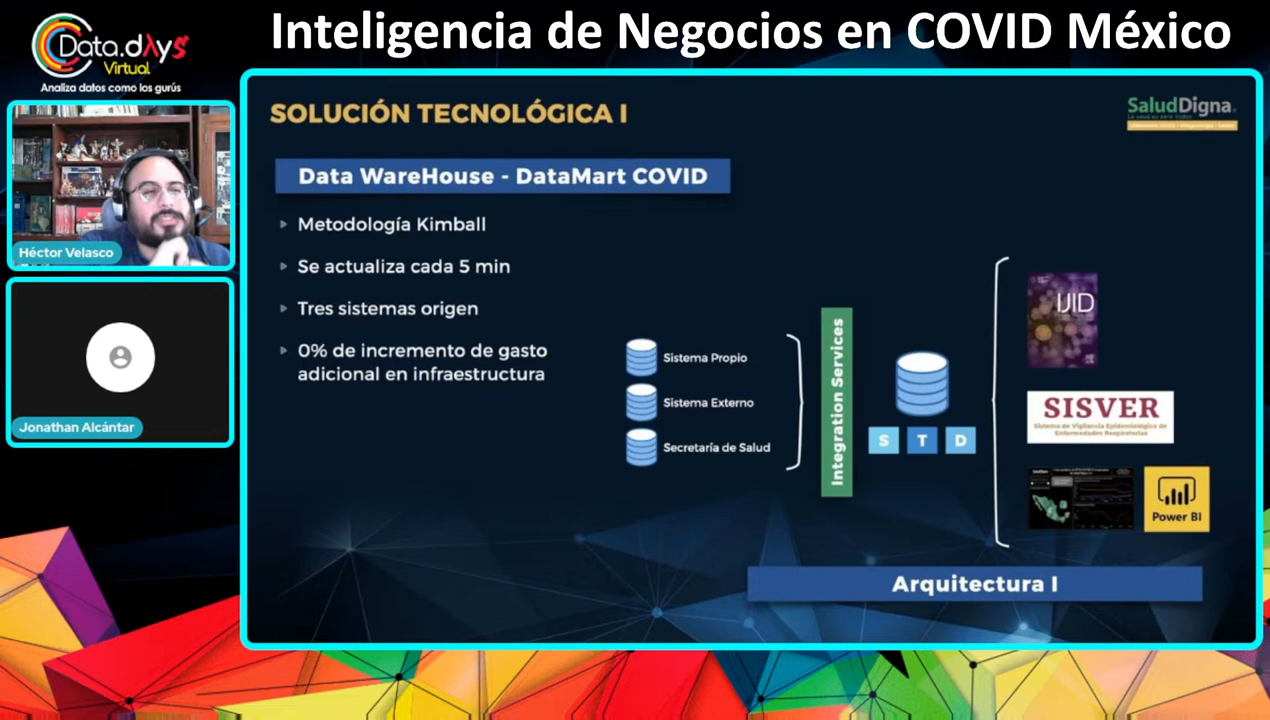 Inteligencia de Negocios en COVID México
Data.dAys
Virtual
Analiza datos como los gurús
Héctor Velasco
Jonathan Alcántar
SOLUCIÓN TECNOLÓGICA I
SaludDigna
Data WareHouse - DataMart COVID
Metodología Kimball
Se actualiza cada 5 min
Tres sistemas origen
0% de incremento de gasto
adicional en infraestructura
Sistema Propio
Sistema Externo
Secretaría de Salud
Integration Services
S T D
IJID
SISVER
Sistema de Vigilancia Epidemiológica de
Enfermedades Respiratorias
Power BI
Arquitectura I